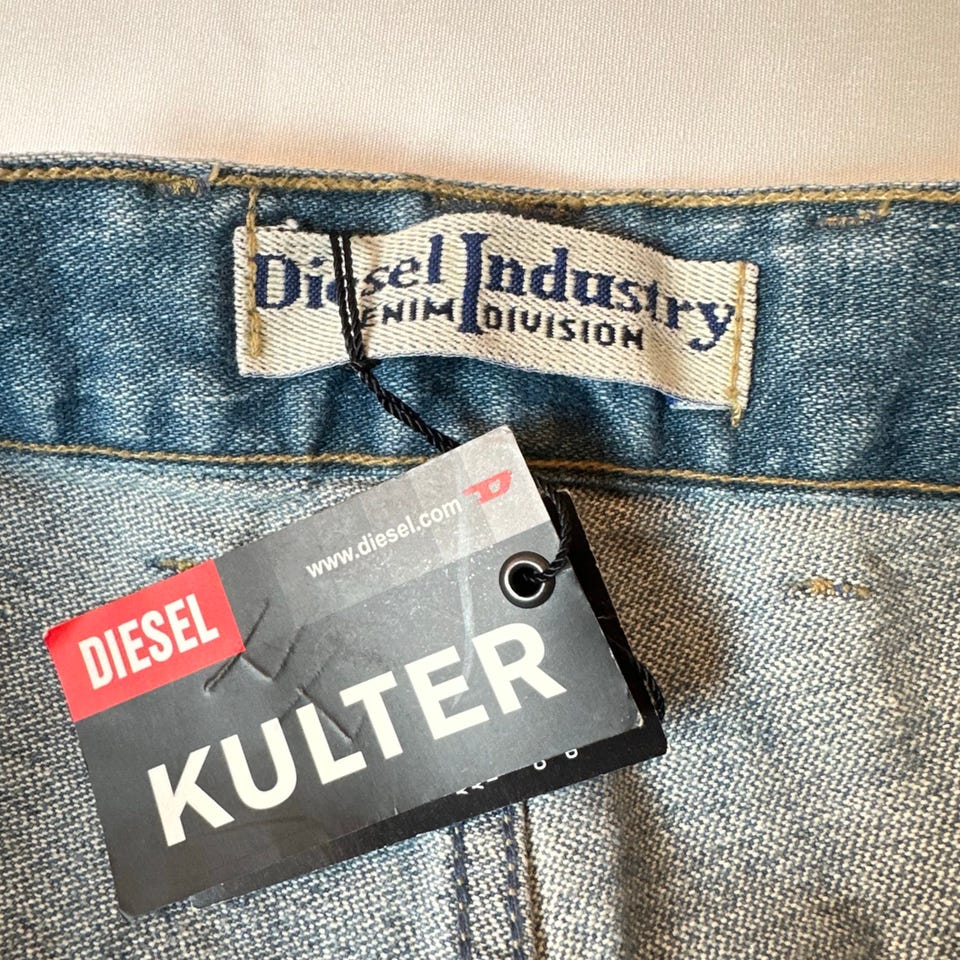 Diesel Industry
DENIM DIVISION
www.diesel.com
DIESEL
KULTER